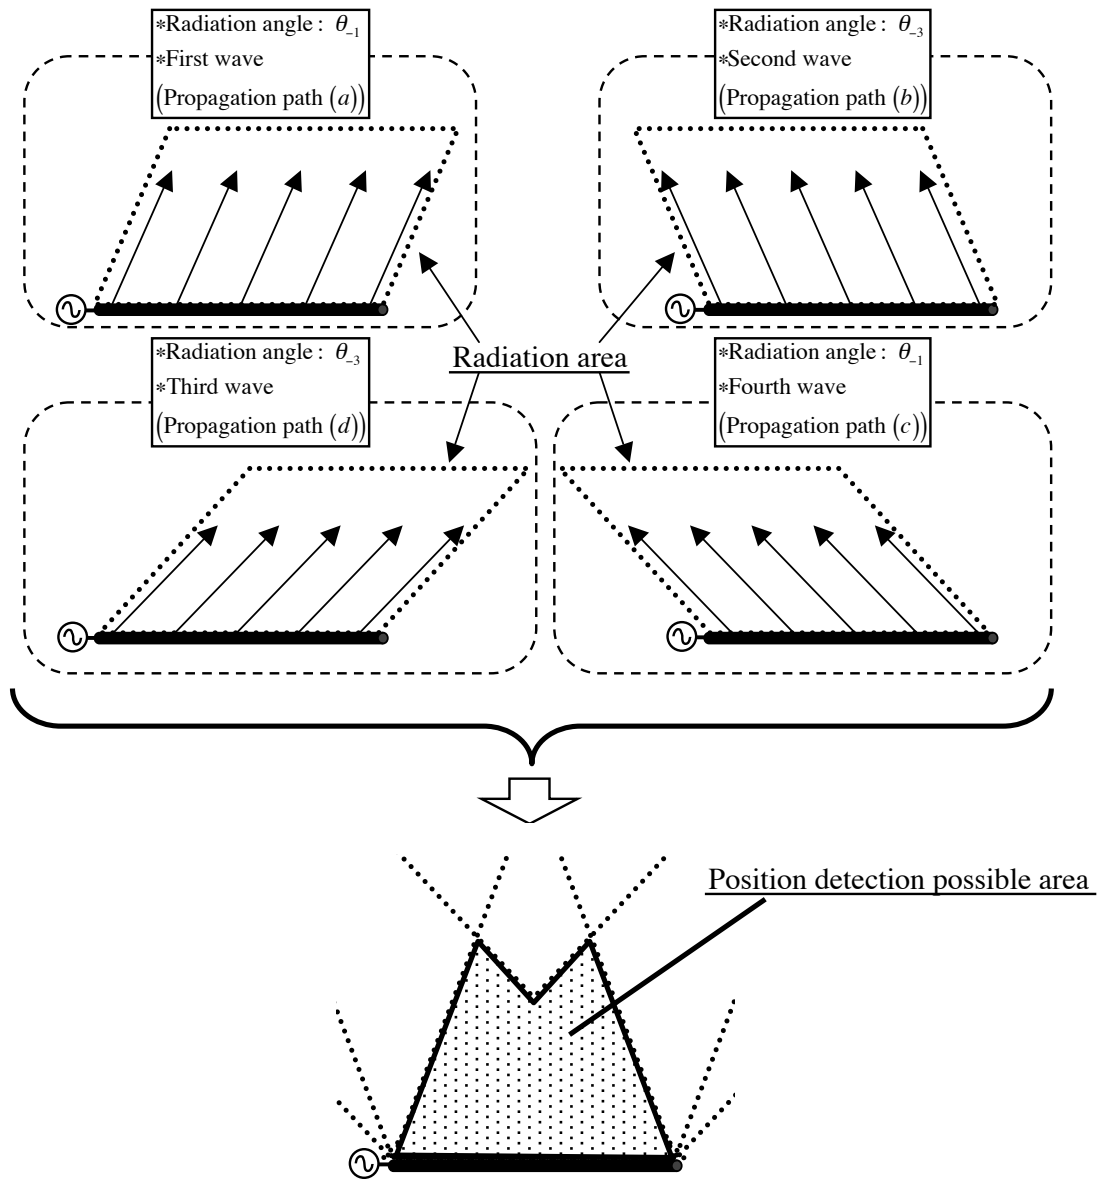 *Radiation angle: θ₋₁
*First wave
(Propagation path (a))
*Radiation angle: θ₋₃
*Second wave
(Propagation path (b))
Radiation area
*Radiation angle: θ₋₃
*Third wave
(Propagation path (d))
*Radiation angle: θ₋₁
*Fourth wave
(Propagation path (c))
Position detection possible area